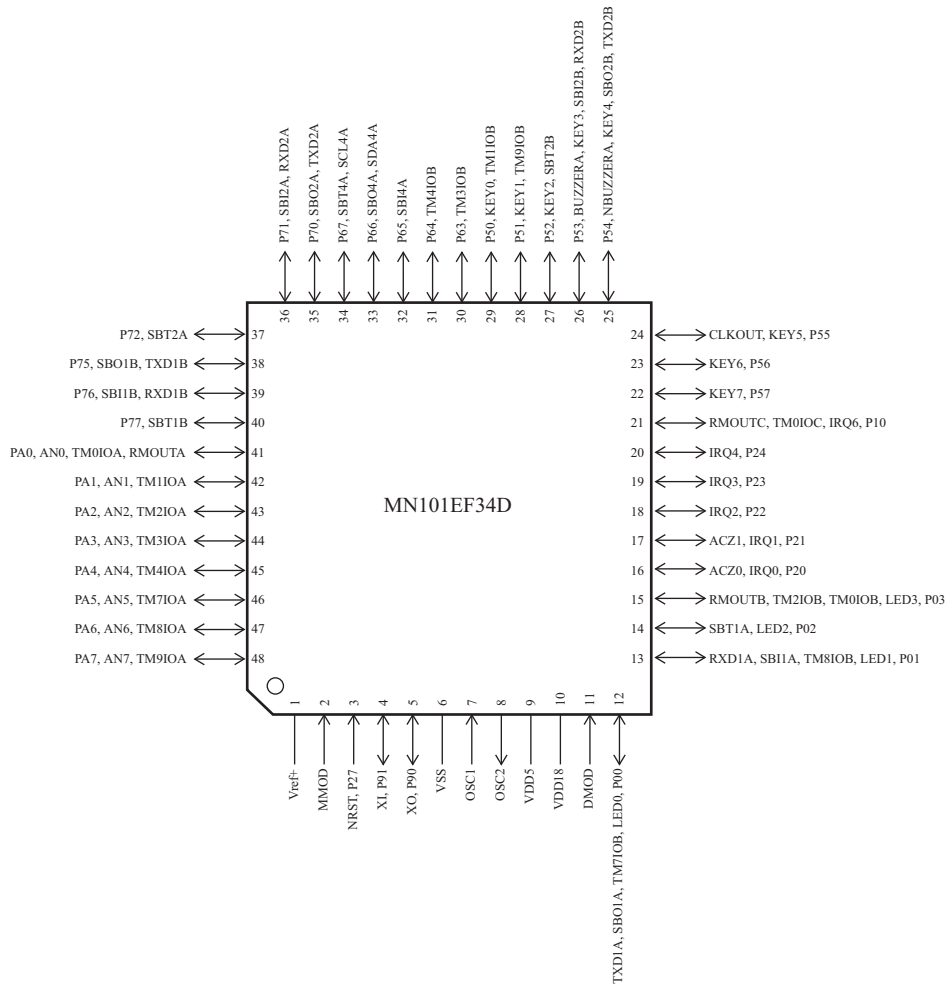 P71, SBI2A, RXD2A
P70, SBO2A, TXD2A
P67, SBT4A, SCL4A
P66, SBO4A, SDA4A
P65, SBI4A
P64, TM4IOB
P63, TM3IOB
P50, KEY0, TM1IOB
P51, KEY1, TM9IOB
P52, KEY2, SBT2B
P53, BUZZERA, KEY3, SBI2B, RXD2B
P54, NBUZZERA, KEY4, SBO2B, TXD2B
36
35
34
33
32
31
30
29
28
27
26
25
P72, SBT2A
37
P75, SBO1B, TXD1B
38
P76, SBI1B, RXD1B
39
P77, SBT1B
40
PA0, AN0, TM0IOA, RMOUTA
41
PA1, AN1, TM1IOA
42
PA2, AN2, TM2IOA
43
PA3, AN3, TM3IOA
44
PA4, AN4, TM4IOA
45
PA5, AN5, TM7IOA
46
PA6, AN6, TM8IOA
47
PA7, AN7, TM9IOA
48
MN101EF34D
24
CLKOUT, KEY5, P55
23
KEY6, P56
22
KEY7, P57
21
RMOUTC, TM0IOC, IRQ6, P10
20
IRQ4, P24
19
IRQ3, P23
18
IRQ2, P22
17
ACZ1, IRQ1, P21
16
ACZ0, IRQ0, P20
15
RMOUTB, TM2IOB, TM0IOB, LED3, P03
14
SBT1A, LED2, P02
13
RXD1A, SBI1A, TM8IOB, LED1, P01
1
2
3
4
5
6
7
8
9
10
11
12
Vref+
MMOD
NRST, P27
XI, P91
XO, P90
VSS
OSC1
OSC2
VDD5
VDD18
DMOD
TXD1A, SBO1A, TM7IOB, LED0, P00